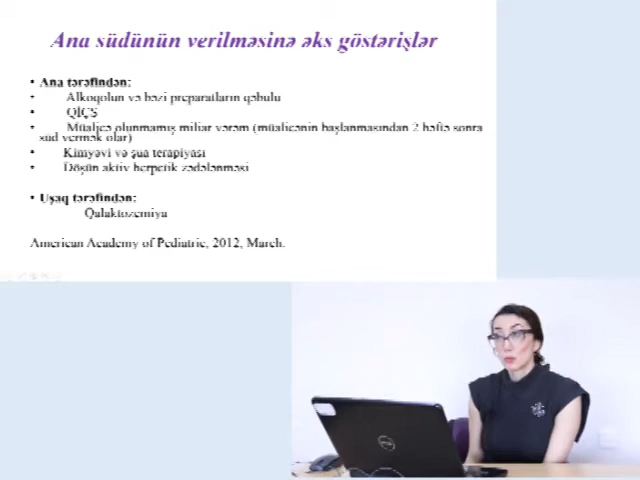 Ana südünün verilməsinə əks göstərişlər
• Ana tərəfindən:
• Alkoqolun və bəzi preparatların qəbulu
• QİÇS
• Müalicə olunmamış miliar vərəm (müalicənin başlanmasından 2 həftə sonra
süd vermək olar)
• Kimyəvi və şüa terapiyası
• Döşün aktiv herpetik zədələnməsi
• Uşaq tərəfindən:
Qalaktozemiya
American Academy of Pediatric, 2012, March.
DELL